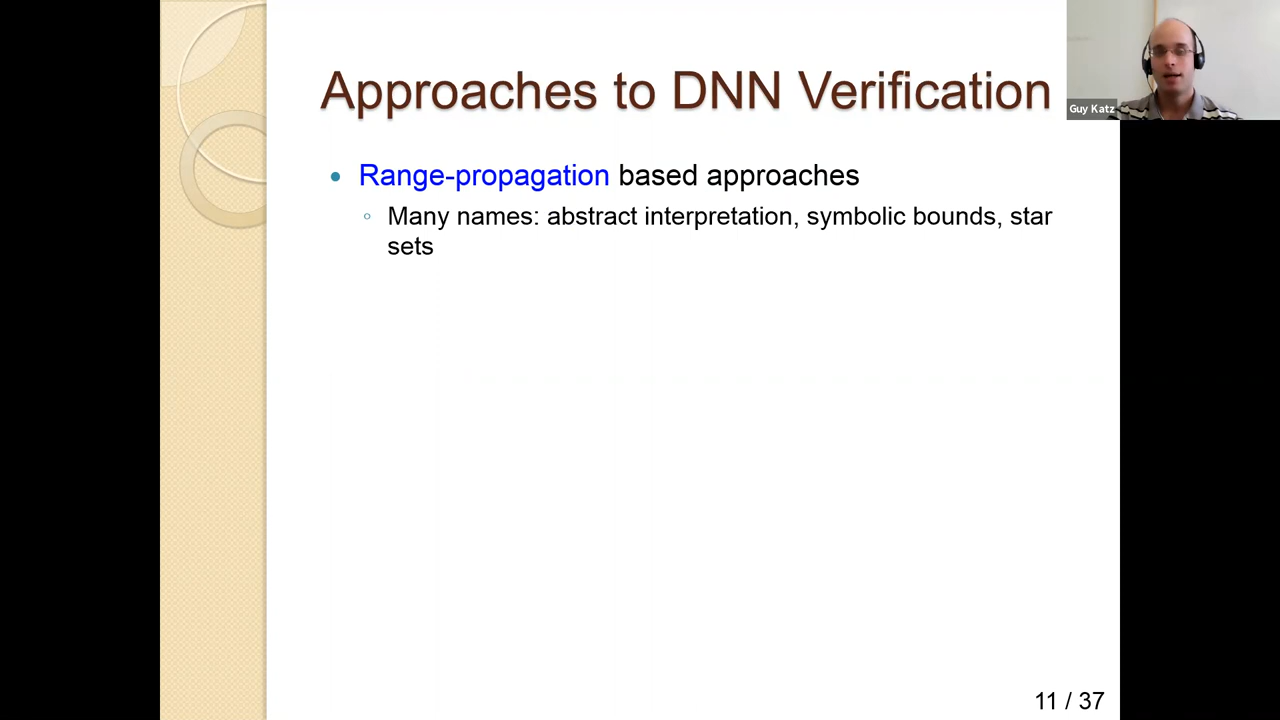 Approaches to DNN Verification
Guy Katz
• Range-propagation based approaches
◦ Many names: abstract interpretation, symbolic bounds, star
sets
11 / 37